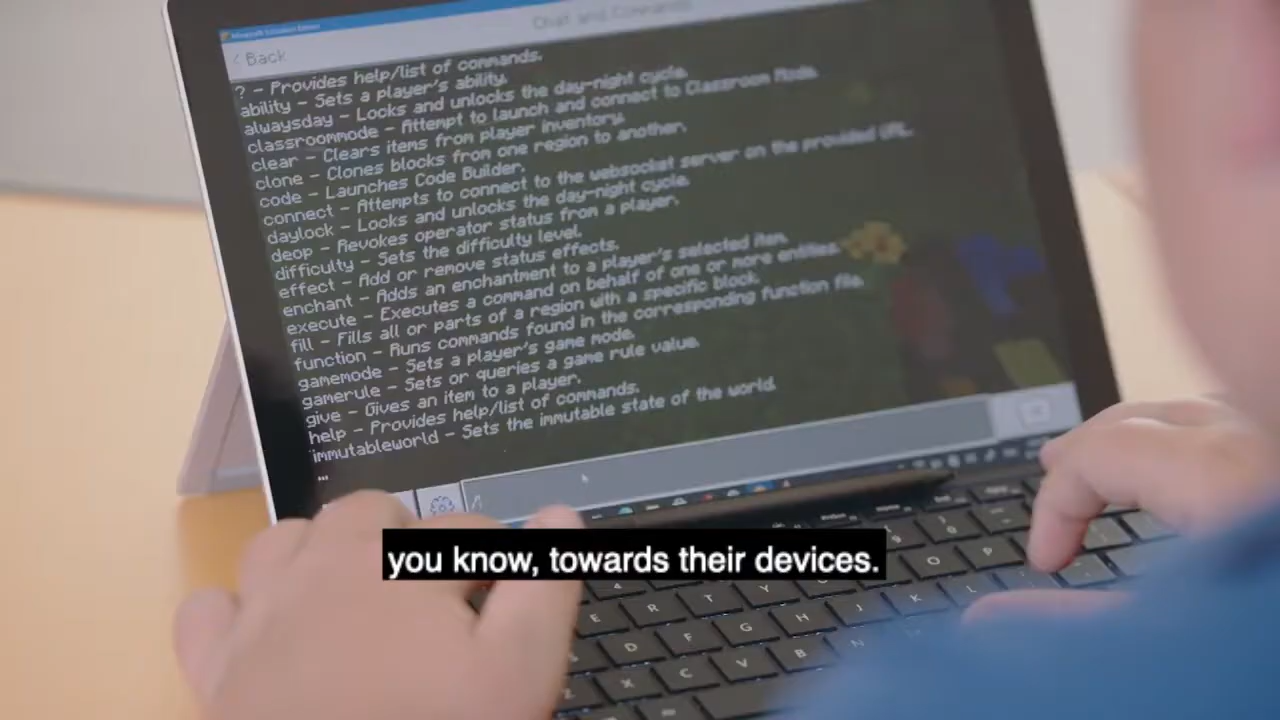 Minecraft Education Edition
Chat and Commands
< Back
? - Provides help/list of commands.
ability - Sets a player's ability.
alwaysday - Locks and unlocks the day-night cycle.
classroommode - Attempt to launch and connect to Classroom Mode.
clear - Clears items from player inventory.
clone - Clones blocks from one region to another.
code - Launches Code Builder.
connect - Attempts to connect to the websocket server on the provided URL.
daylock - Locks and unlocks the day-night cycle.
deop - Revokes operator status from a player.
difficulty - Sets the difficulty level.
effect - Add or remove status effects.
enchant - Adds an enchantment to a player's selected item.
execute - Executes a command on behalf of one or more entities.
fill - Fills all or parts of a region with a specific block.
function - Runs commands found in the corresponding function file.
gamemode - Sets a player's game mode.
gamerule - Sets or queries a game rule value.
give - Gives an item to a player.
help - Provides help/list of commands.
immutableworld - Sets the immutable state of the world.
...
/
you know, towards their devices.
O P
E R T Y
D F G H J K L
Z X C V B N